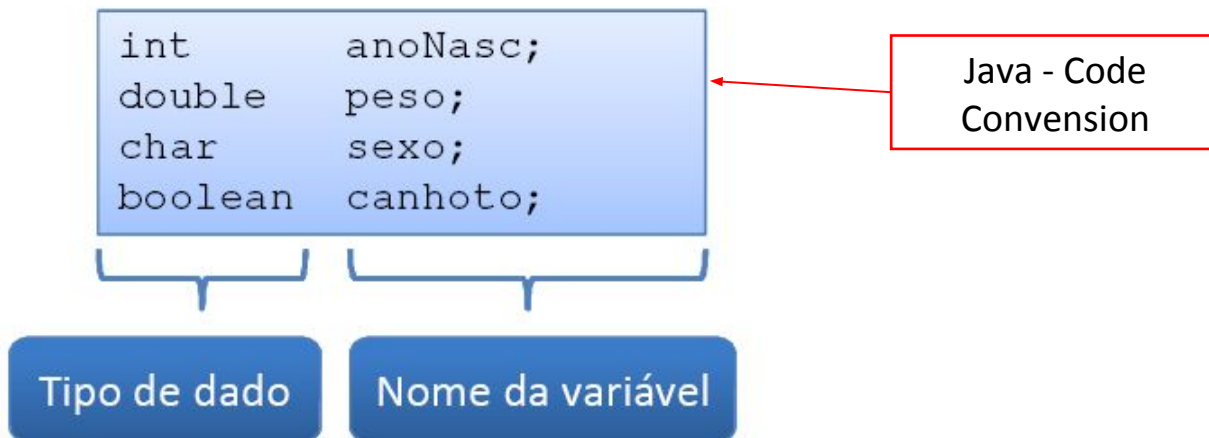 int anoNasc;
double peso;
char sexo;
boolean canhoto;
Java - Code
Convension
Tipo de dado
Nome da variável